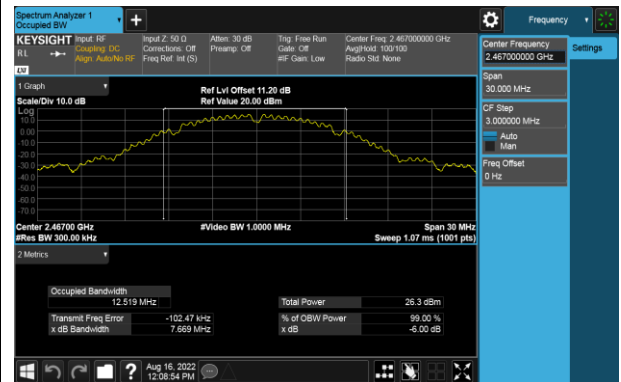 Spectrum Analyzer 1
Occupied BW
KEYSIGHT
RL
LXI
Input: RF
Coupling: DC
Align: Auto/No RF
Input Z: 50 Ω
Corrections: Off
Freq Ref: Int (S)
Atten: 30 dB
Preamp: Off
Trig: Free Run
Gate: Off
#IF Gain: Low
Center Freq: 2.467000000 GHz
Avg|Hold: 100/100
Radio Std: None
1 Graph
Scale/Div 10.0 dB
Ref Lvl Offset 11.20 dB
Ref Value 20.00 dBm
Log
10.0
0.00
-10.0
-20.0
-30.0
-40.0
-50.0
-60.0
-70.0
Center 2.46700 GHz
#Res BW 300.00 kHz
#Video BW 1.0000 MHz
Span 30 MHz
Sweep 1.07 ms (1001 pts)
2 Metrics
Occupied Bandwidth
12.519 MHz
Total Power 26.3 dBm
Transmit Freq Error -102.47 kHz
% of OBW Power 99.00 %
x dB Bandwidth 7.669 MHz
x dB -6.00 dB
?
Aug 16, 2022
12:08:54 PM
Frequency
Settings
Center Frequency
2.467000000 GHz
Span
30.000 MHz
CF Step
3.000000 MHz
Auto
Man
Freq Offset
0 Hz